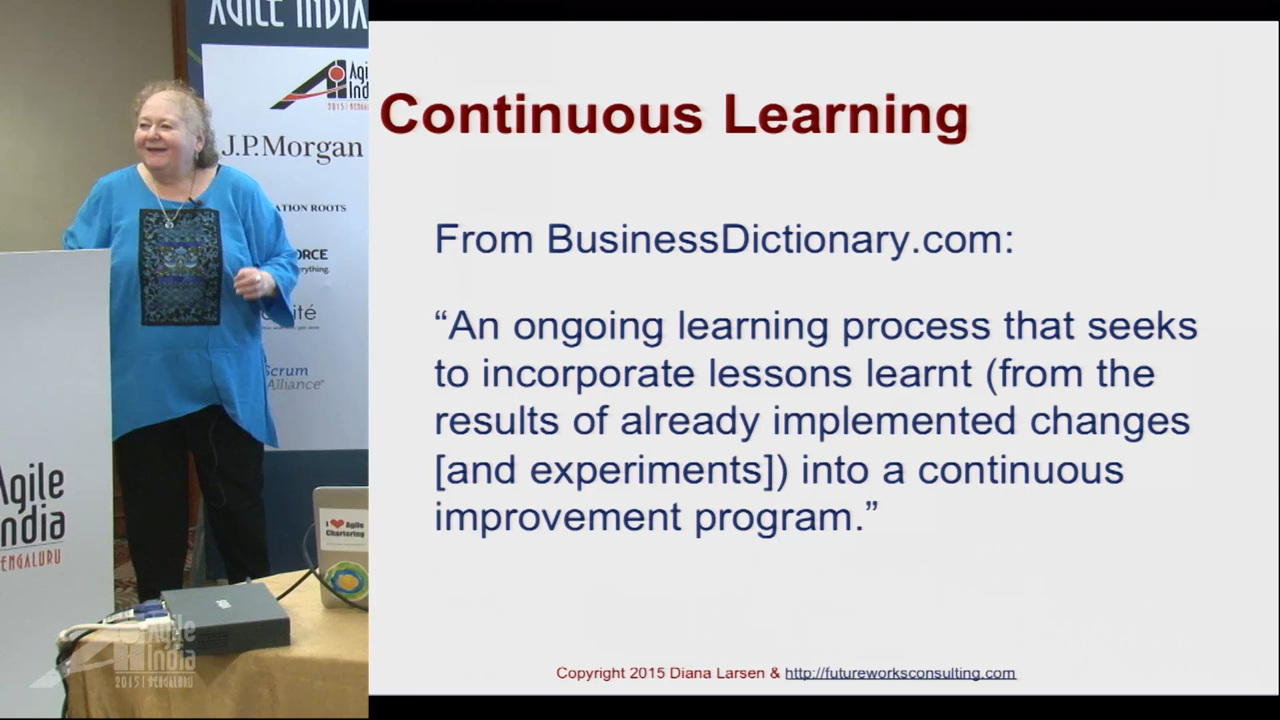 AGILE INDIA
Agile
India
2015 | BENGALURU
J.P.Morgan
Continuous Learning
From BusinessDictionary.com:
“An ongoing learning process that seeks
to incorporate lessons learnt (from the
results of already implemented changes
[and experiments]) into a continuous
improvement program.”
Copyright 2015 Diana Larsen & http://futureworksconsulting.com
ATION ROOTS
ORCE
erything.
ité
Scrum
Alliance®
I ❤ Agile
Chartering
Agile
India
BENGALURU
Agile
India
2015 | BENGALURU